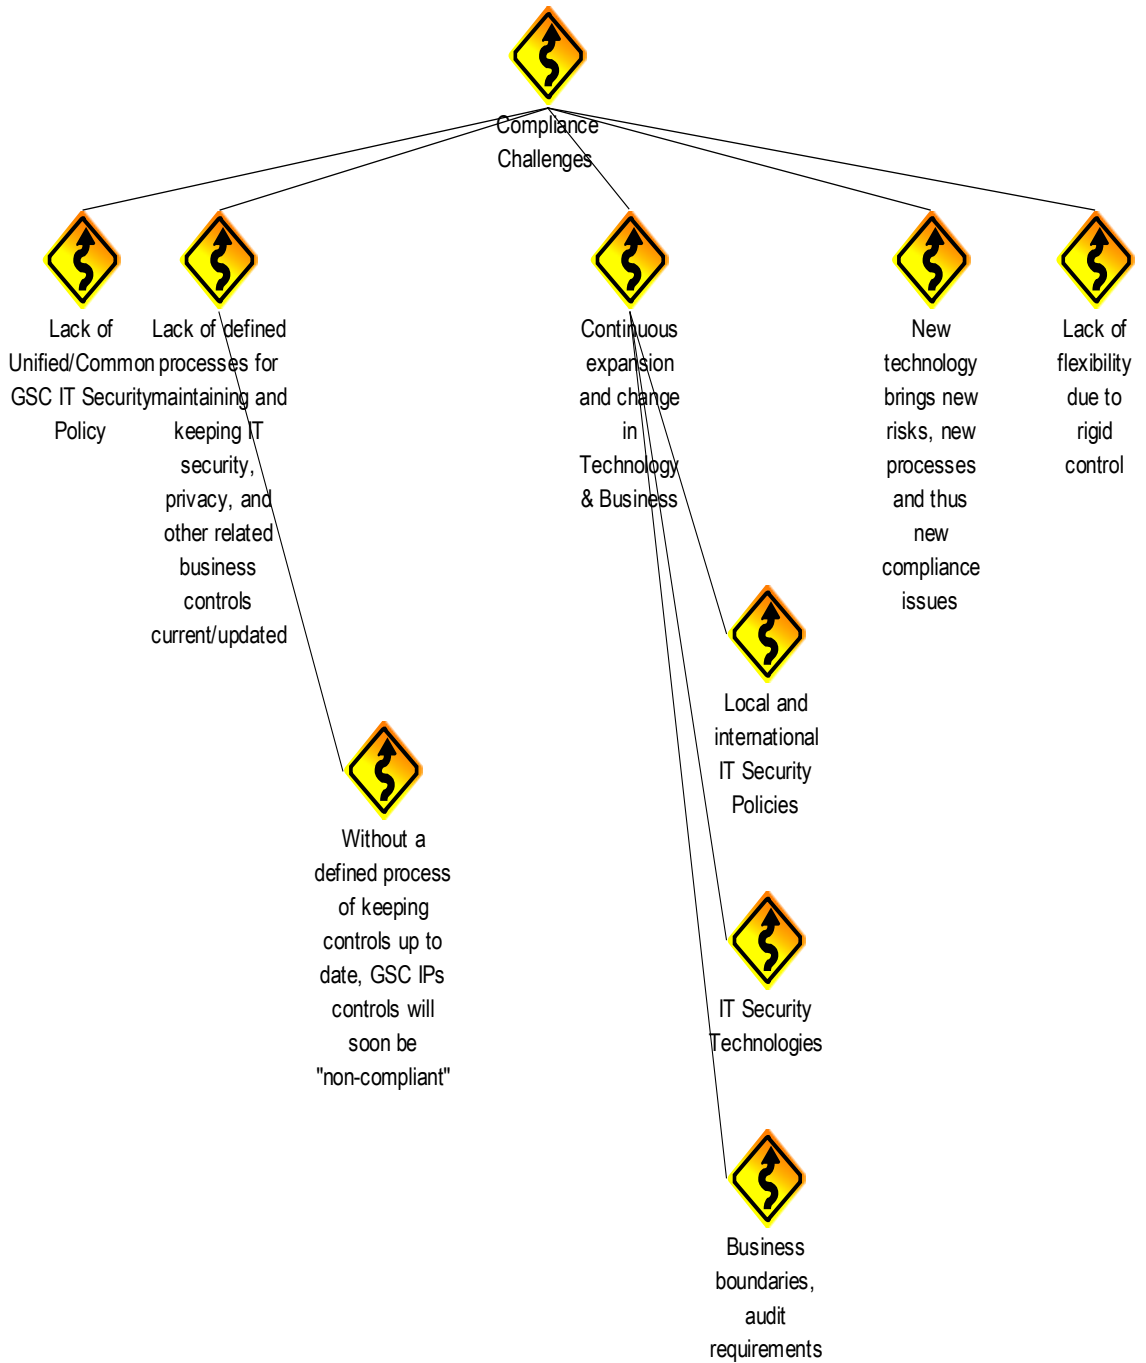 Compliance
Challenges
Lack of
Unified/Common
GSC IT Security
Policy
Lack of defined
processes for
maintaining and
keeping IT
security,
privacy, and
other related
business
controls
current/updated
Continuous
expansion
and change
in
Technology
& Business
New
technology
brings new
risks, new
processes
and thus
new
compliance
issues
Lack of
flexibility
due to
rigid
control
Without a
defined process
of keeping
controls up to
date, GSC IPs
controls will
soon be
"non-compliant"
Local and
international
IT Security
Policies
IT Security
Technologies
Business
boundaries,
audit
requirements